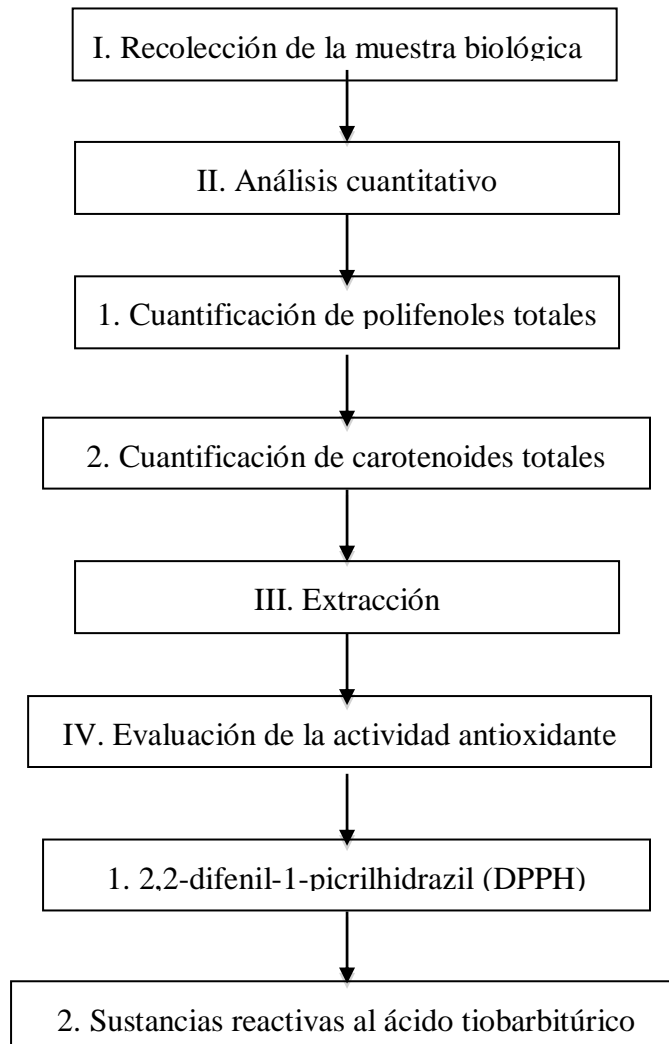 I. Recolección de la muestra biológica
II. Análisis cuantitativo
1. Cuantificación de polifenoles totales
2. Cuantificación de carotenoides totales
III. Extracción
IV. Evaluación de la actividad antioxidante
1. 2,2-difenil-1-picrilhidrazil (DPPH)
2. Sustancias reactivas al ácido tiobarbitúrico